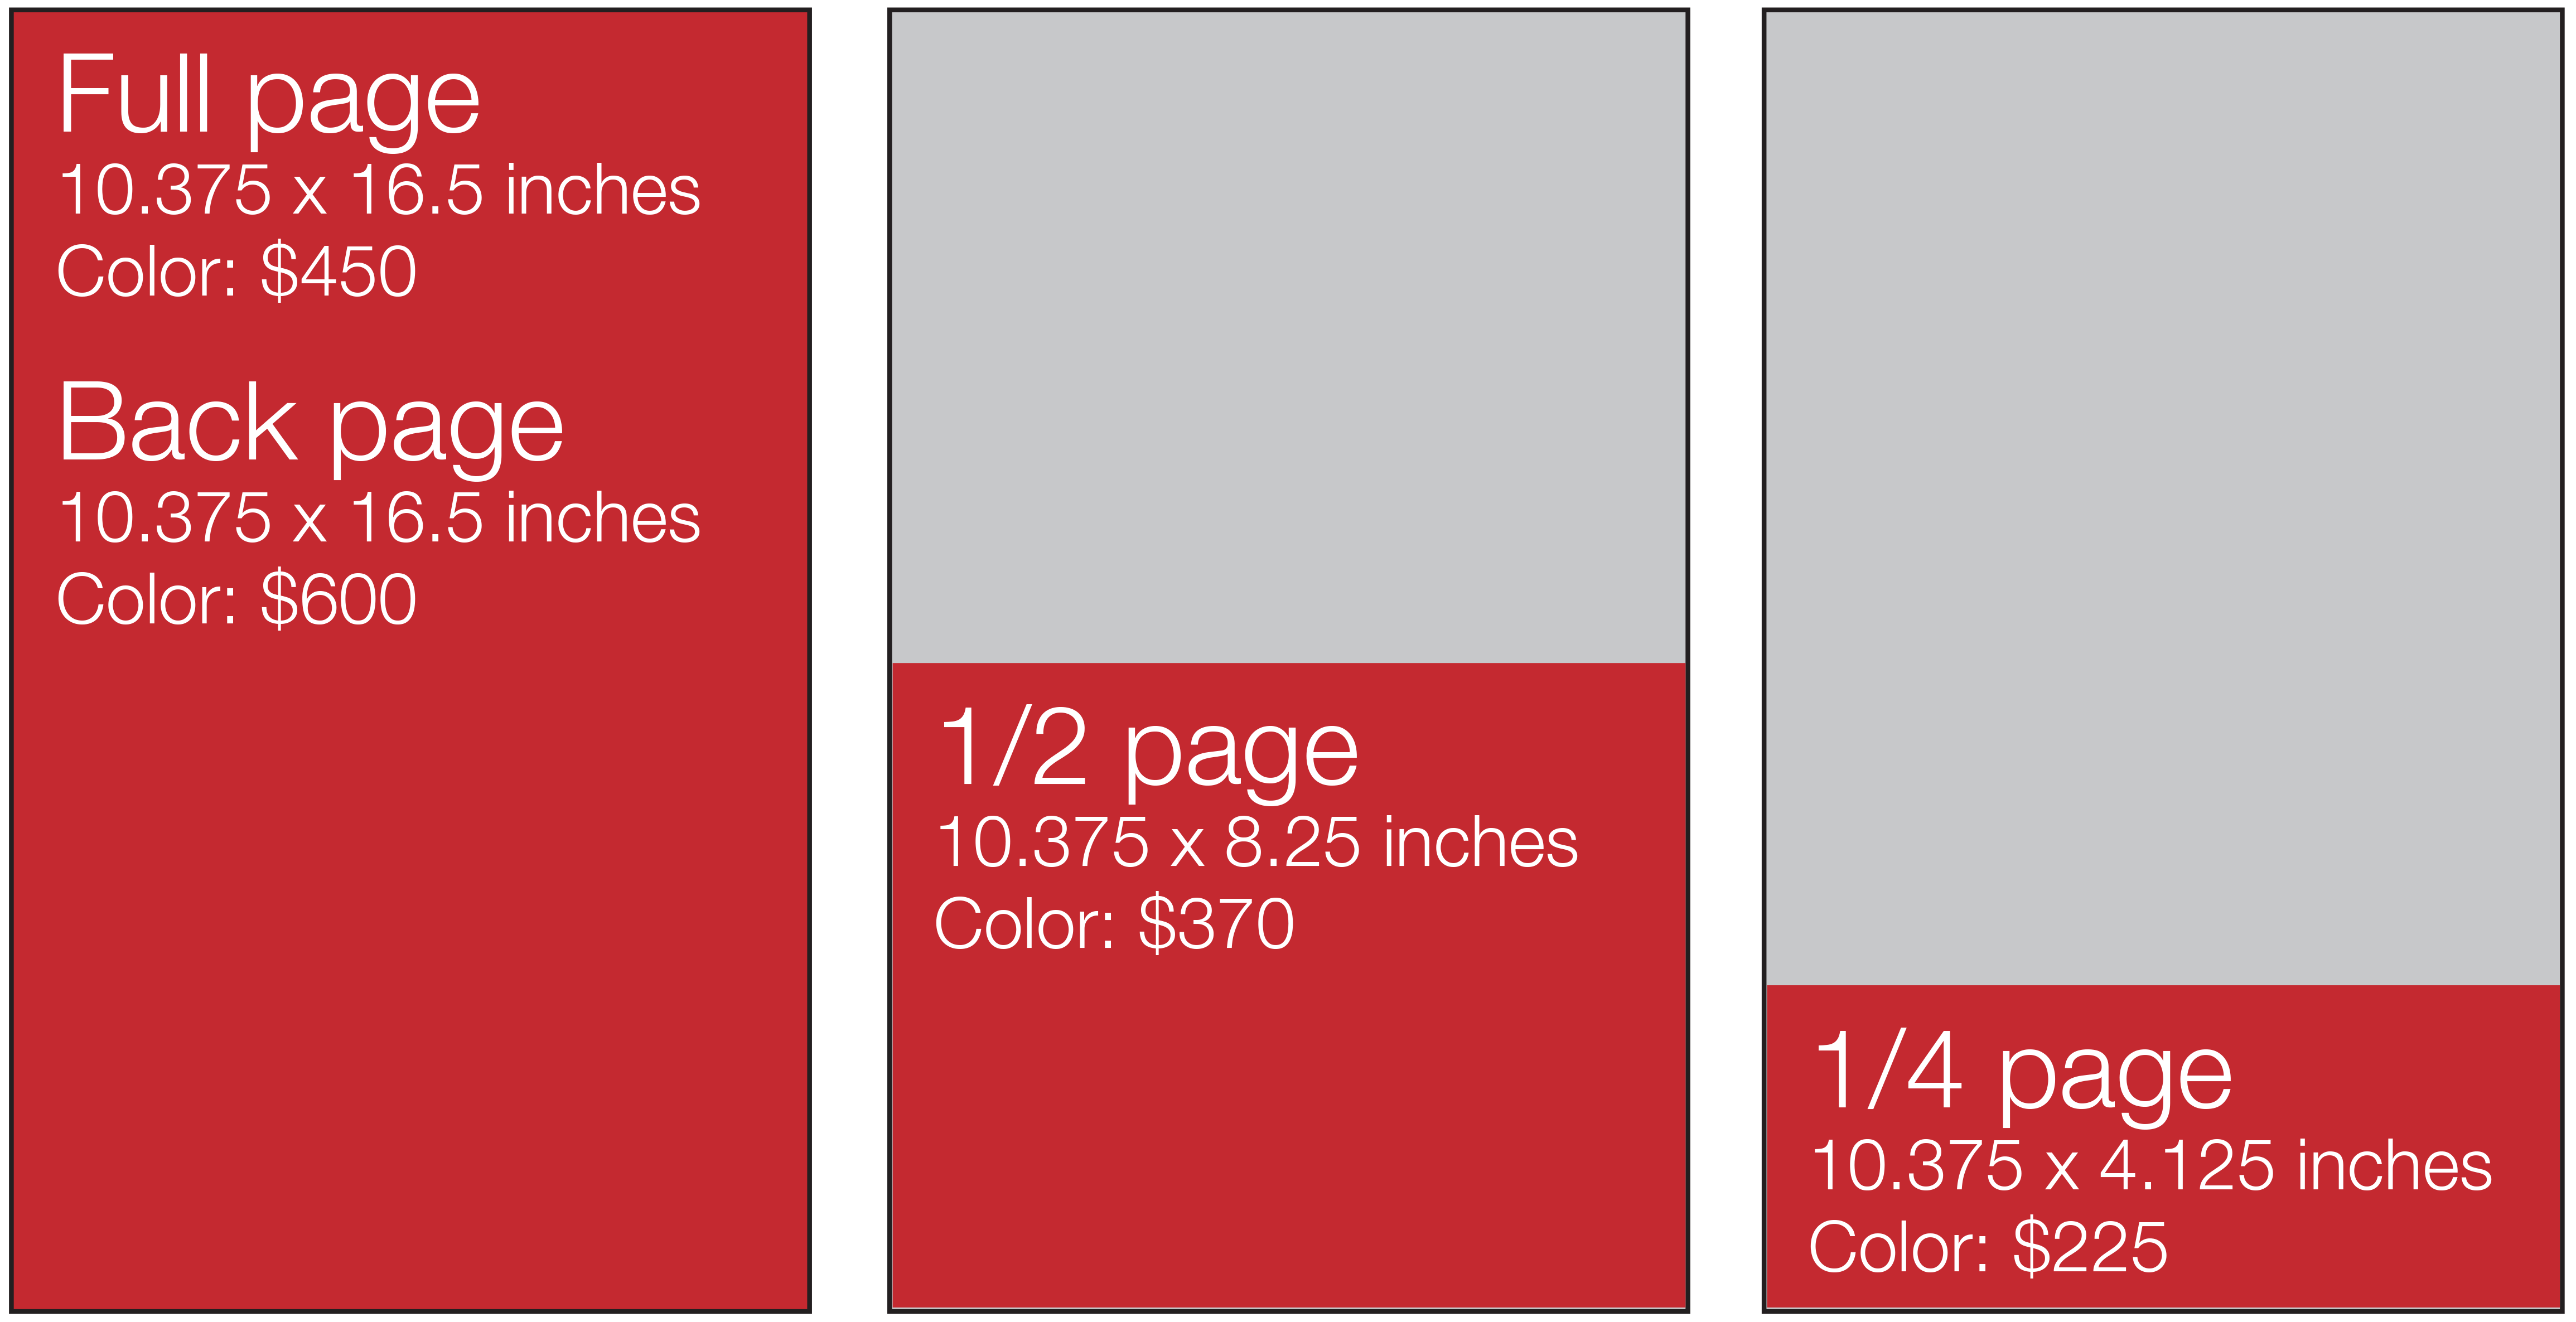 Full page
10.375 x 16.5 inches
Color: $450
Back page
10.375 x 16.5 inches
Color: $600
1/2 page
10.375 x 8.25 inches
Color: $370
1/4 page
10.375 x 4.125 inches
Color: $225